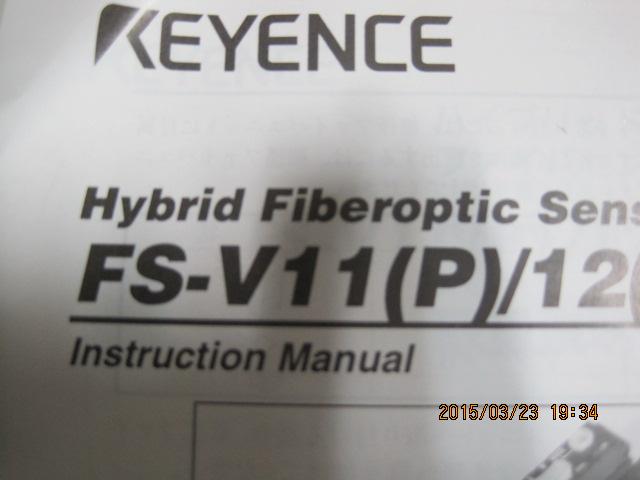 KEYENCE
Hybrid Fiberoptic Sens
FS-V11(P)/12(
Instruction Manual
2015/03/23 19:34